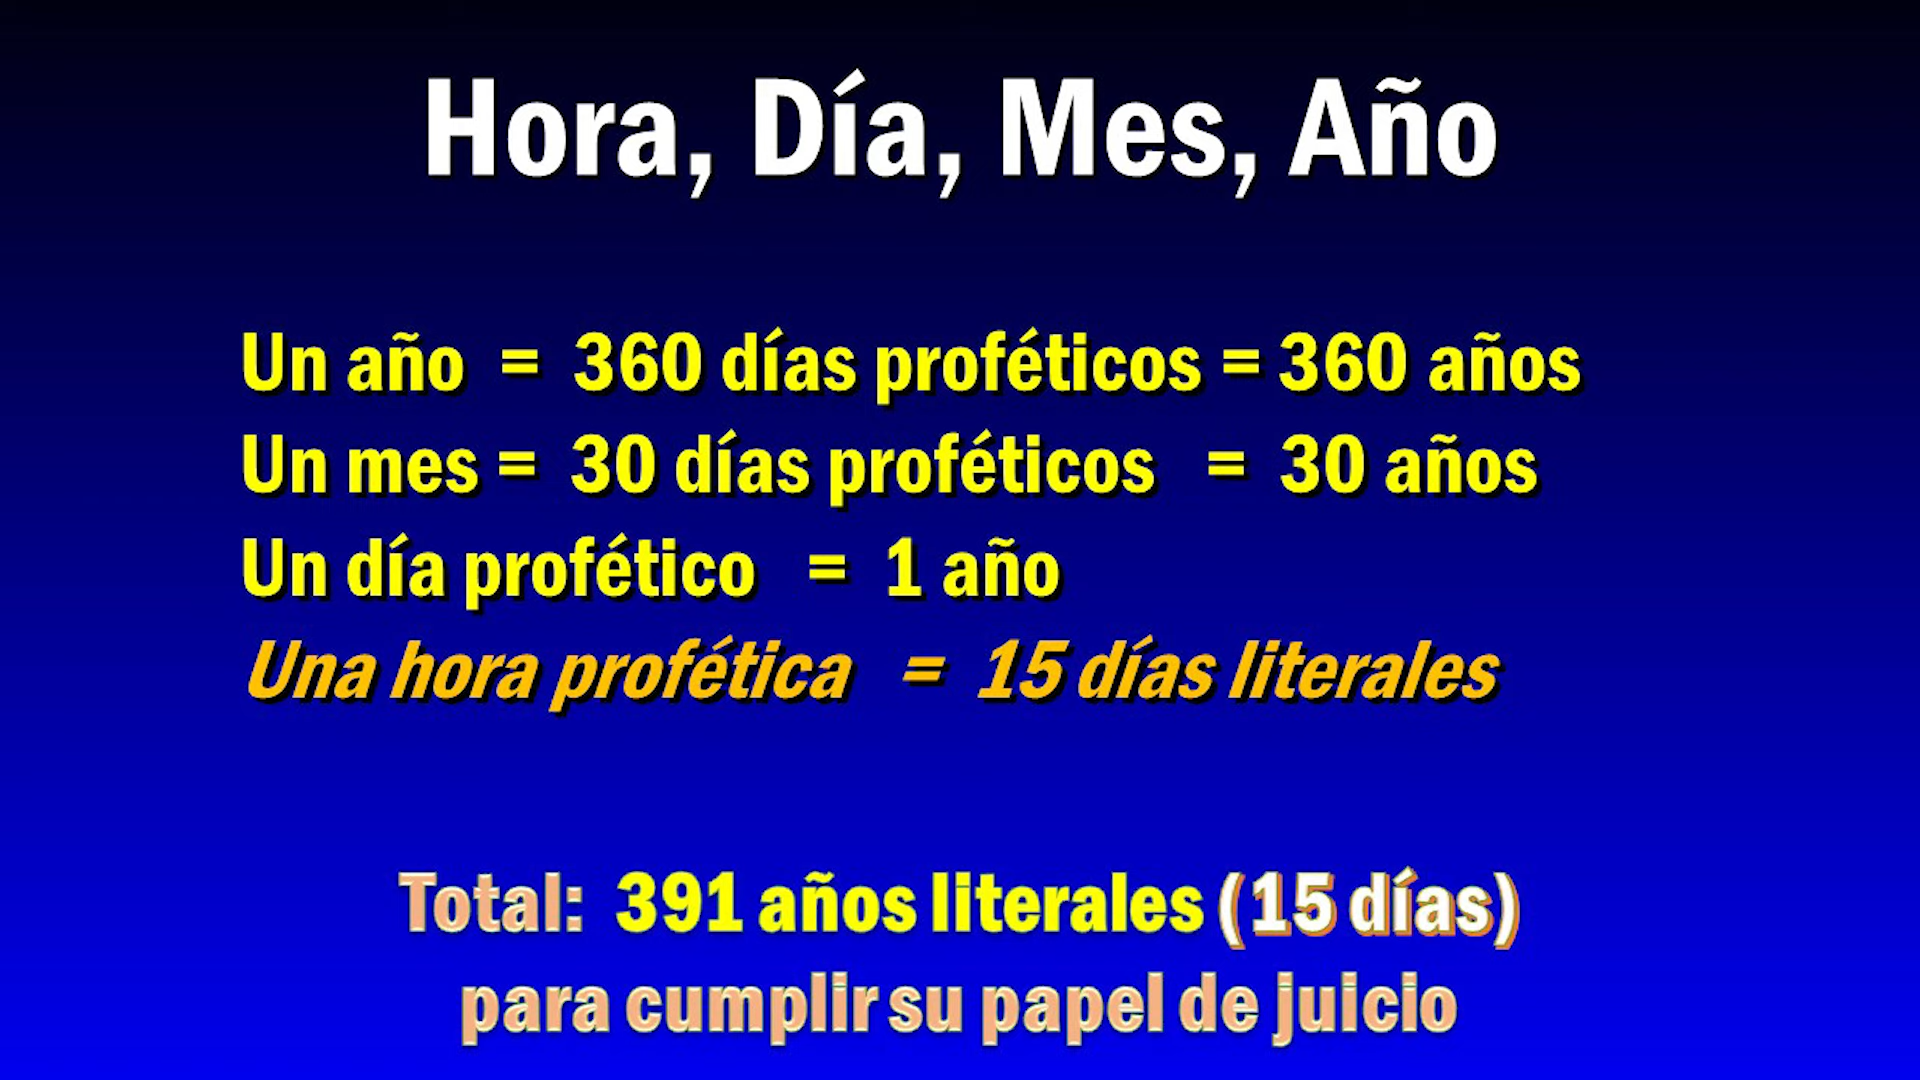 Hora, Día, Mes, Año
Un año = 360 días proféticos = 360 años
Un mes = 30 días proféticos = 30 años
Un día profético = 1 año
Una hora profética = 15 días literales
Total: 391 años literales (15 días)
para cumplir su papel de juicio